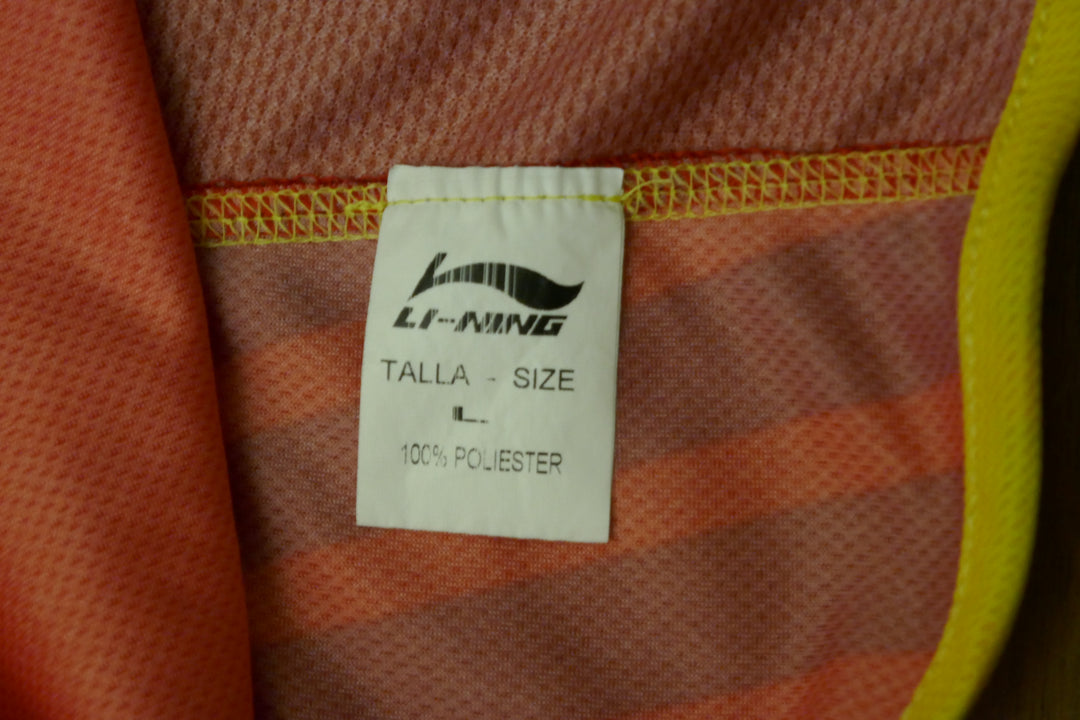 LI-NING
TALLA - SIZE
L
100% POLIESTER